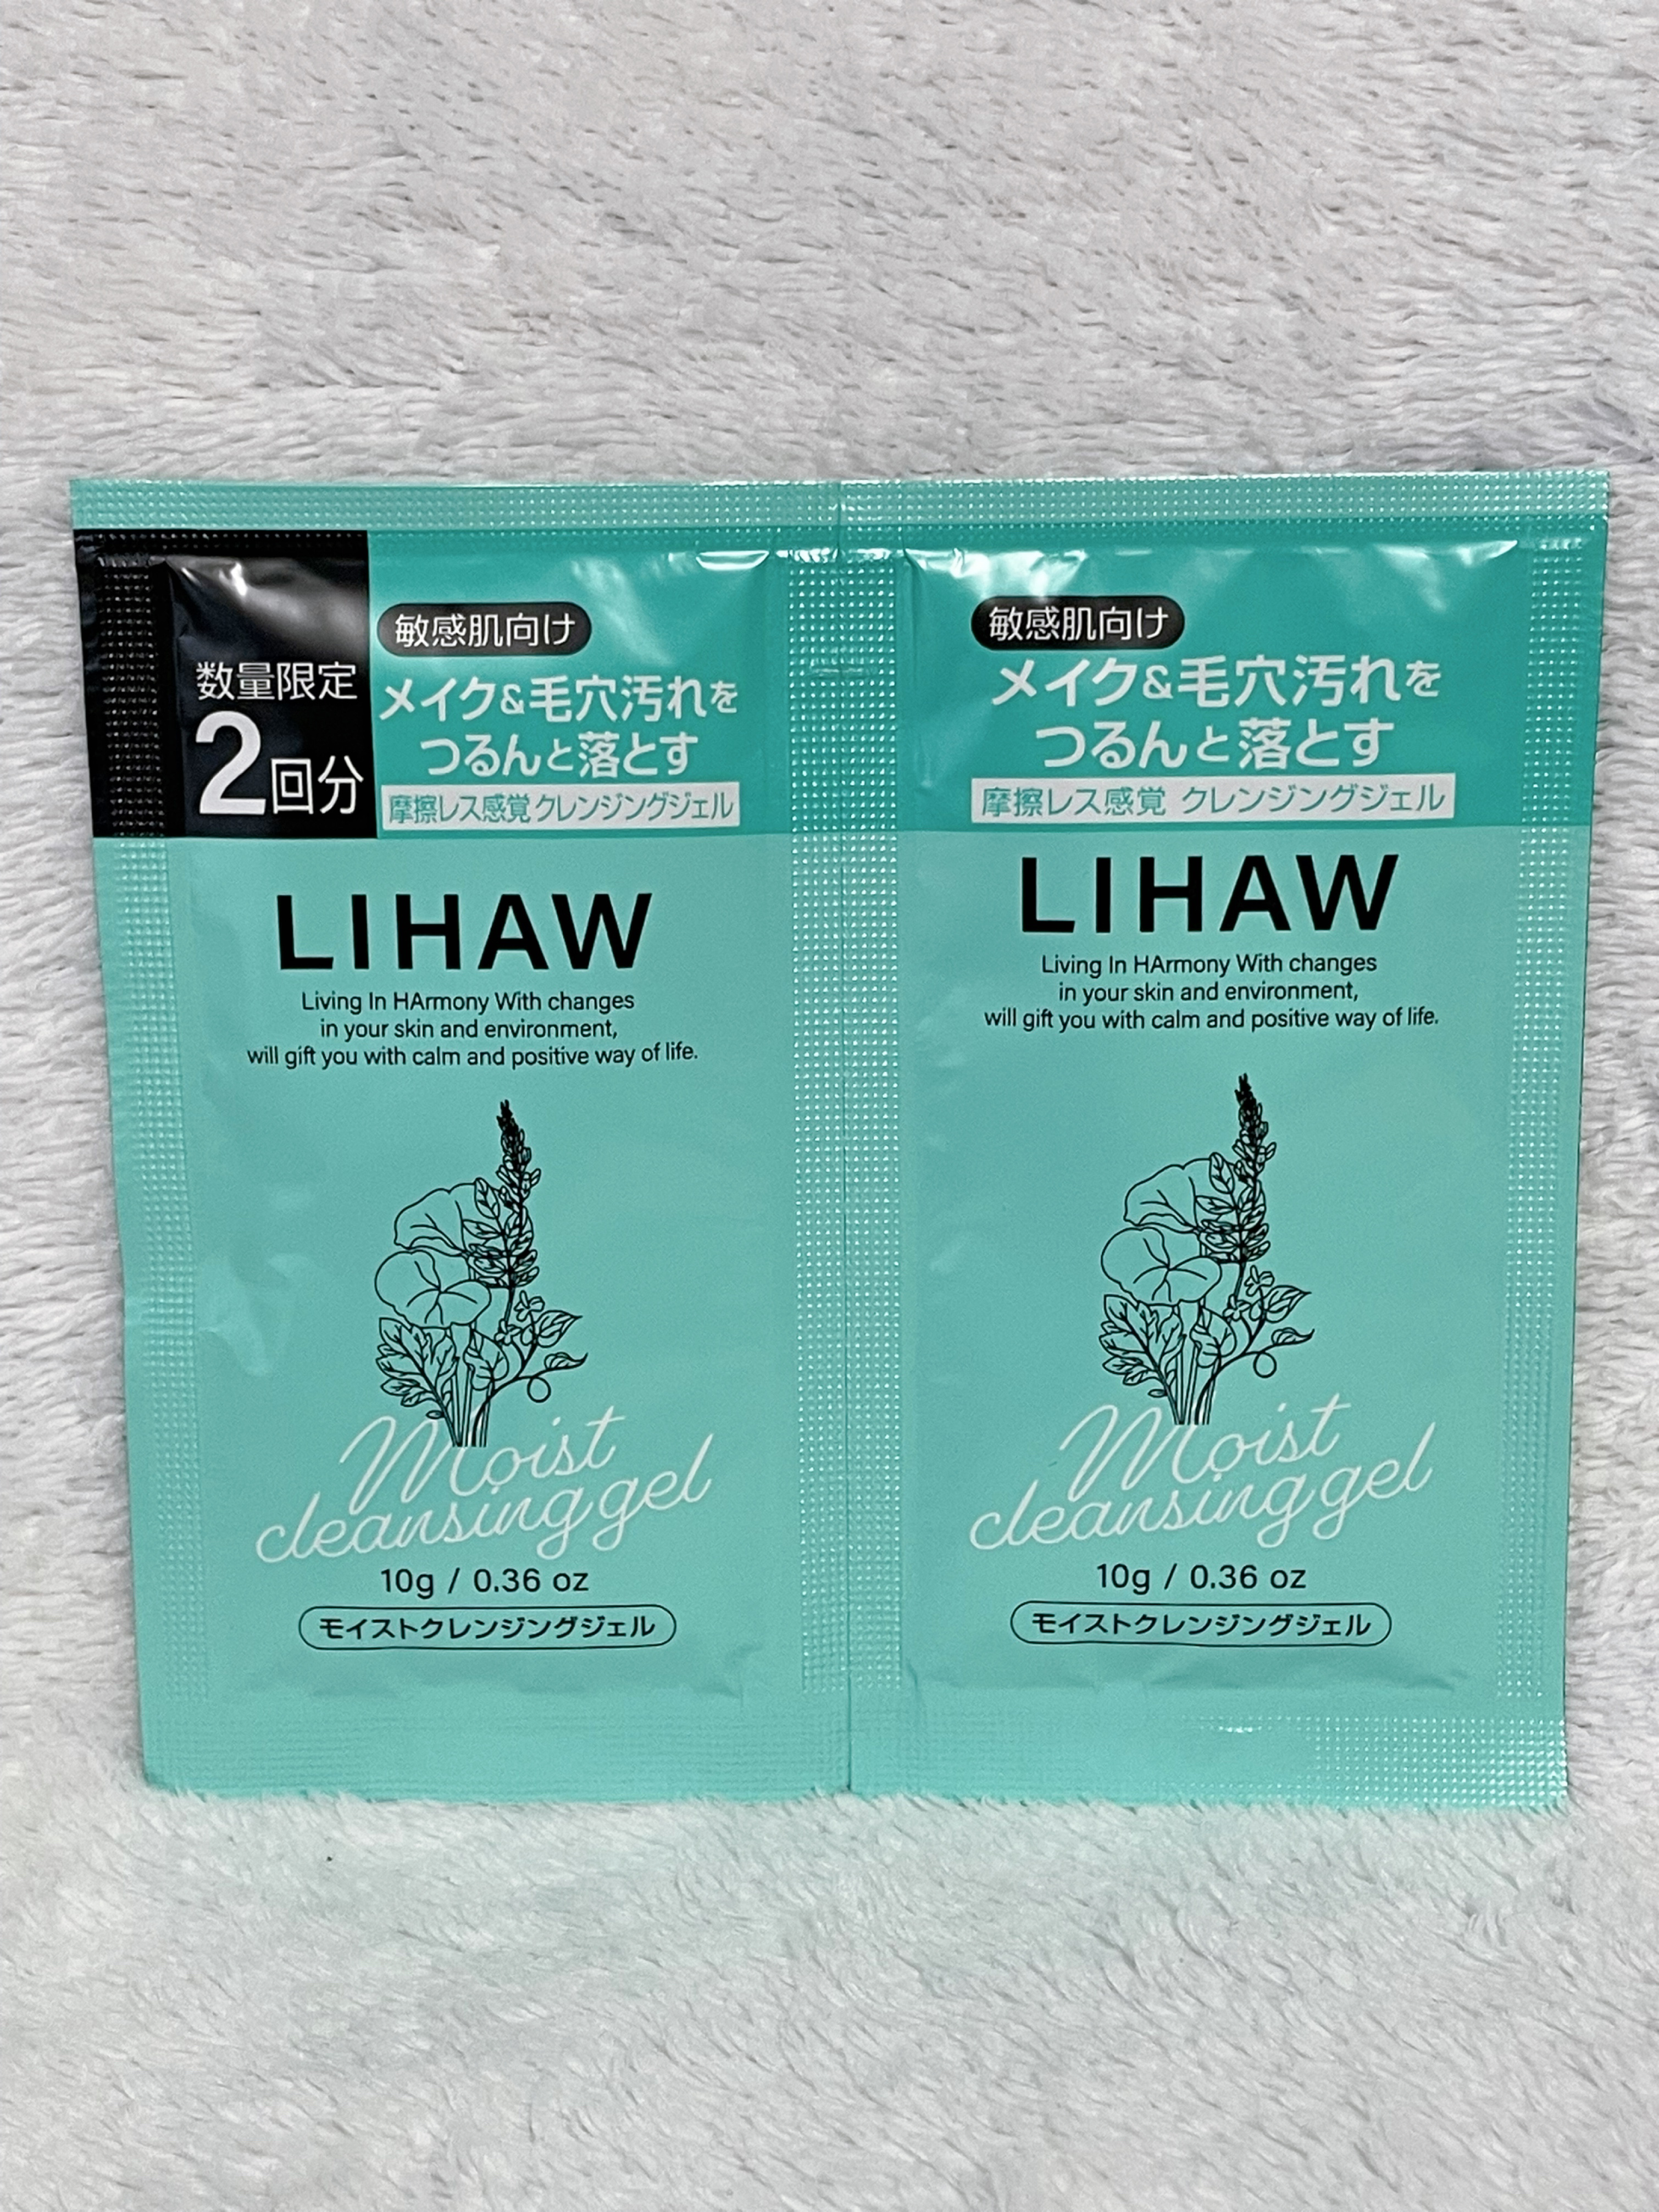 数量限定
2回分
敏感肌向け
メイク&毛穴汚れを
つるんと落とす
摩擦レス感覚 クレンジングジェル
LIHAW
Living In HArmony With changes
in your skin and environment,
will gift you with calm and positive way of life.
Moist
cleansing gel
10g / 0.36 oz
モイストクレンジングジェル
敏感肌向け
メイク&毛穴汚れを
つるんと落とす
摩擦レス感覚 クレンジングジェル
LIHAW
Living In HArmony With changes
in your skin and environment,
will gift you with calm and positive way of life.
Moist
cleansing gel
10g / 0.36 oz
モイストクレンジングジェル